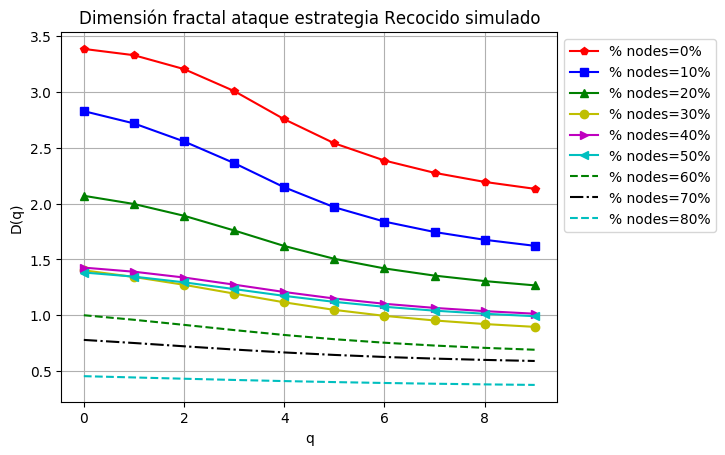 Dimensión fractal ataque estrategia Recocido simulado
3.5
3.0
2.5
2.0
1.5
1.0
0.5
D(q)
0
2
4
6
8
q
% nodes=0%
% nodes=10%
% nodes=20%
% nodes=30%
% nodes=40%
% nodes=50%
% nodes=60%
% nodes=70%
% nodes=80%